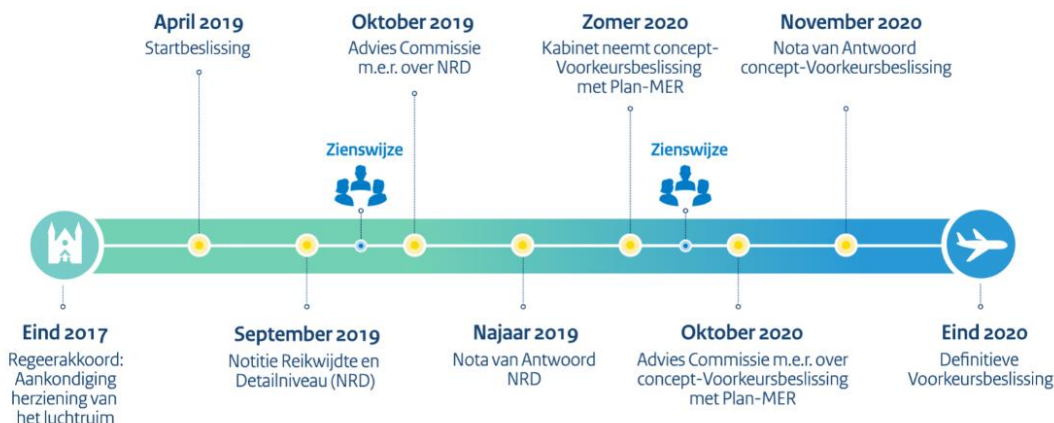 April 2019
Startbeslissing
Oktober 2019
Advies Commissie
m.e.r. over NRD
Zomer 2020
Kabinet neemt concept-
Voorkeursbeslissing
met Plan-MER
November 2020
Nota van Antwoord
concept-Voorkeursbeslissing
Zienswijze
Zienswijze
Eind 2017
Regeerakkoord:
Aankondiging
herziening van
het luchtruim
September 2019
Notitie Reikwijdte en
Detailniveau (NRD)
Najaar 2019
Nota van Antwoord
NRD
Oktober 2020
Advies Commissie m.e.r. over
concept-Voorkeursbeslissing
met Plan-MER
Eind 2020
Definitieve
Voorkeursbeslissing